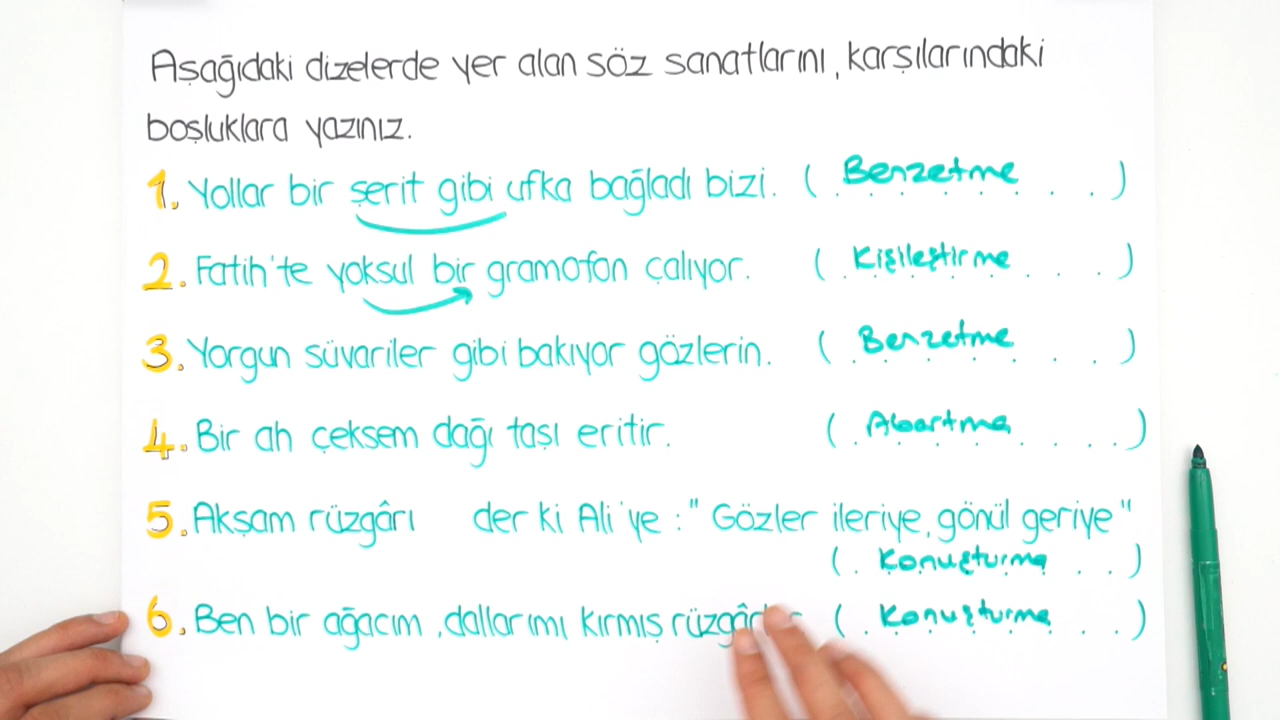 Aşağıdaki dizelerde yer alan söz sanatlarını, karşılarındaki
boşluklara yazınız.
1. Yollar bir şerit gibi ufka bağladı bizi. (Benzetme . . .)
2. Fatih'te yoksul bir gramofon çalıyor. (. Kişileştirme . . .)
3. Yorgun süvariler gibi bakıyor gözlerin. (. Benzetme . . .)
4. Bir ah çeksem dağı taşı eritir. (. Abartma . . . .)
5. Akşam rüzgârı der ki Ali'ye : "Gözler ileriye, gönül geriye"
(. Konuşturma . . .)
6. Ben bir ağacım, dallarımı kırmış (. Konuşturma . . .)